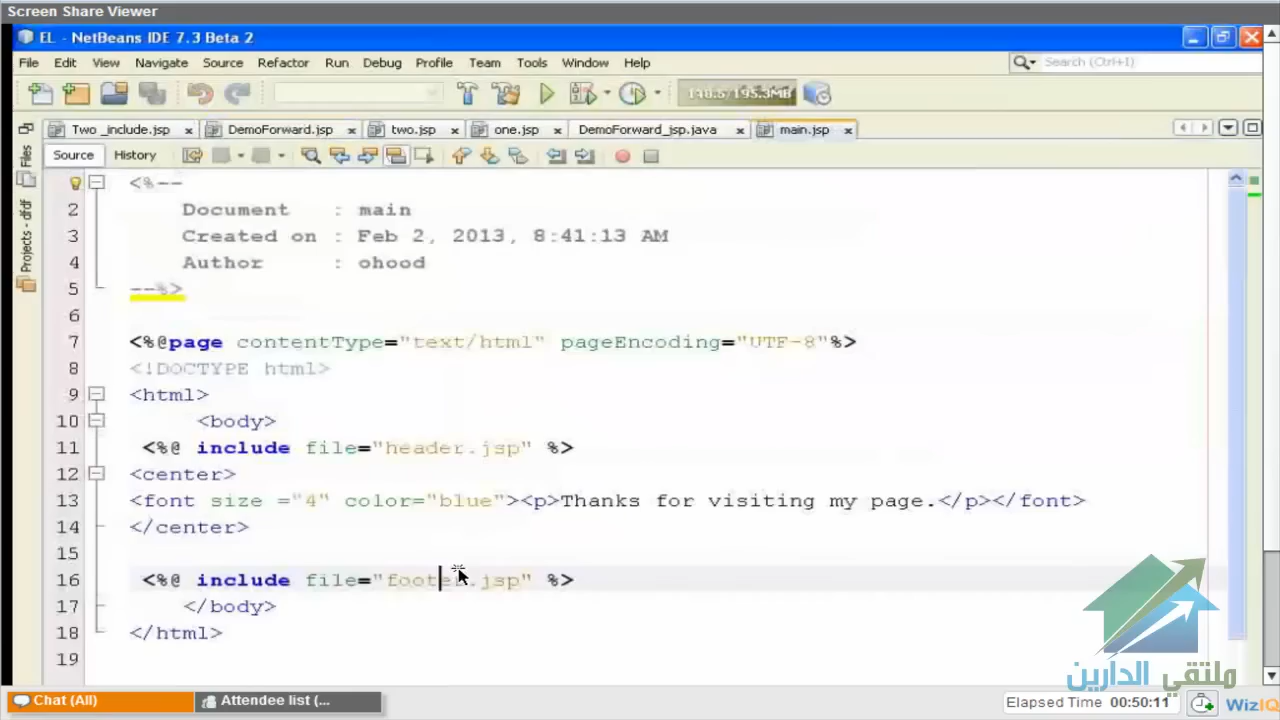 Screen Share Viewer
EL - NetBeans IDE 7.3 Beta 2
File Edit View Navigate Source Refactor Run Debug Profile Team Tools Window Help
Search (Ctrl+I)
148.5/195.3MB
Two _include.jsp DemoForward.jsp two.jsp one.jsp DemoForward_jsp.java main.jsp
Source History
Files
Projects - dfdf
<%--
2 Document : main
3 Created on : Feb 2, 2013, 8:41:13 AM
4 Author : ohood
5 --%>
6
7 <%@page contentType="text/html" pageEncoding="UTF-8"%>
8 <!DOCTYPE html>
9 <html>
10 <body>
11 <%@ include file="header.jsp" %>
12 <center>
13 <font size ="4" color="blue"><p>Thanks for visiting my page.</p></font>
14 </center>
15
16 <%@ include file="footer.jsp" %>
17 </body>
18 </html>
19
ملتقي الدارين
Chat (All) Attendee list (... Elapsed Time 00:50:11 WizIQ